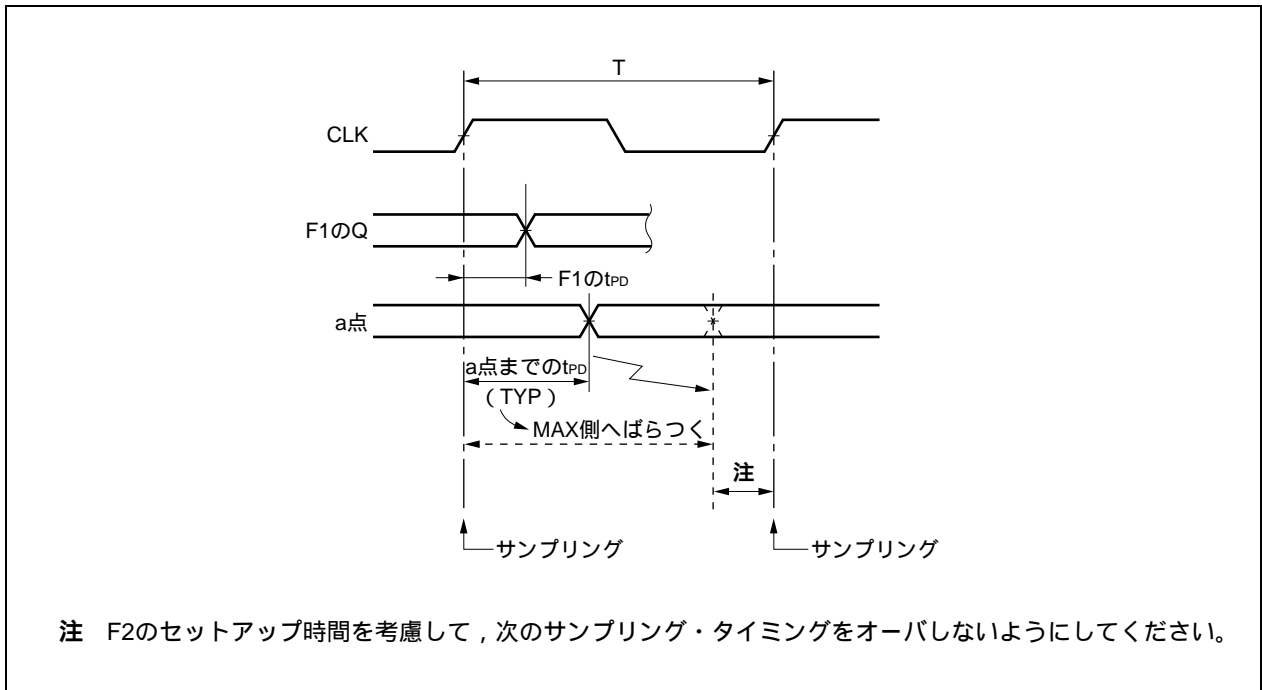 T
CLK
F1のQ
F1のtPD
a点
a点までのtPD
（TYP）
MAX側へばらつく
注
サンプリング
サンプリング
注　F2のセットアップ時間を考慮して，次のサンプリング・タイミングをオーバしないようにしてください。